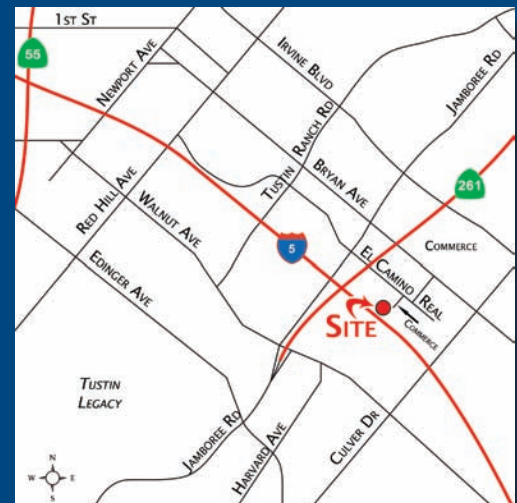 1ST ST
55
NEWPORT AVE
IRVINE BLVD
JAMBOREE RD
TUSTIN RANCH RD
BRYAN AVE
261
RED HILL AVE
WALNUT AVE
5
EL CAMINO REAL
COMMERCE
EDINGER AVE
SITE
COMMERCE
TUSTIN
LEGACY
JAMBOREE RD
HARVARD AVE
CULVER DR
N
W E
S